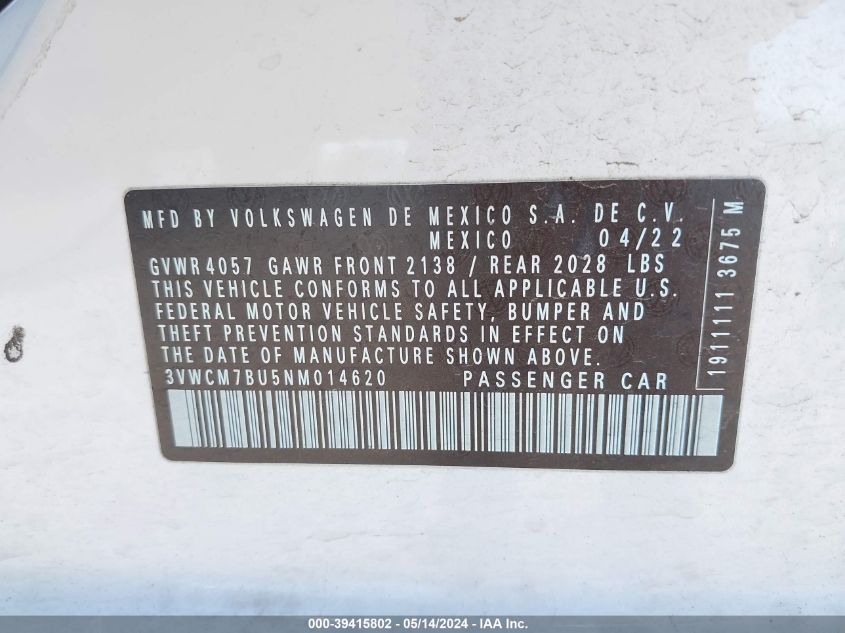 MFD BY VOLKSWAGEN DE MEXICO S.A. DE C.V.
MEXICO 04/22
GVWR 4057 GAWR FRONT 2138 / REAR 2028 LBS
THIS VEHICLE CONFORMS TO ALL APPLICABLE U.S.
FEDERAL MOTOR VEHICLE SAFETY, BUMPER AND
THEFT PREVENTION STANDARDS IN EFFECT ON
THE DATE OF MANUFACTURE SHOWN ABOVE.
3VWCM7BU5NM014620 PASSENGER CAR
1911111 3675 M
000-39415802 - 05/14/2024 - IAA Inc.